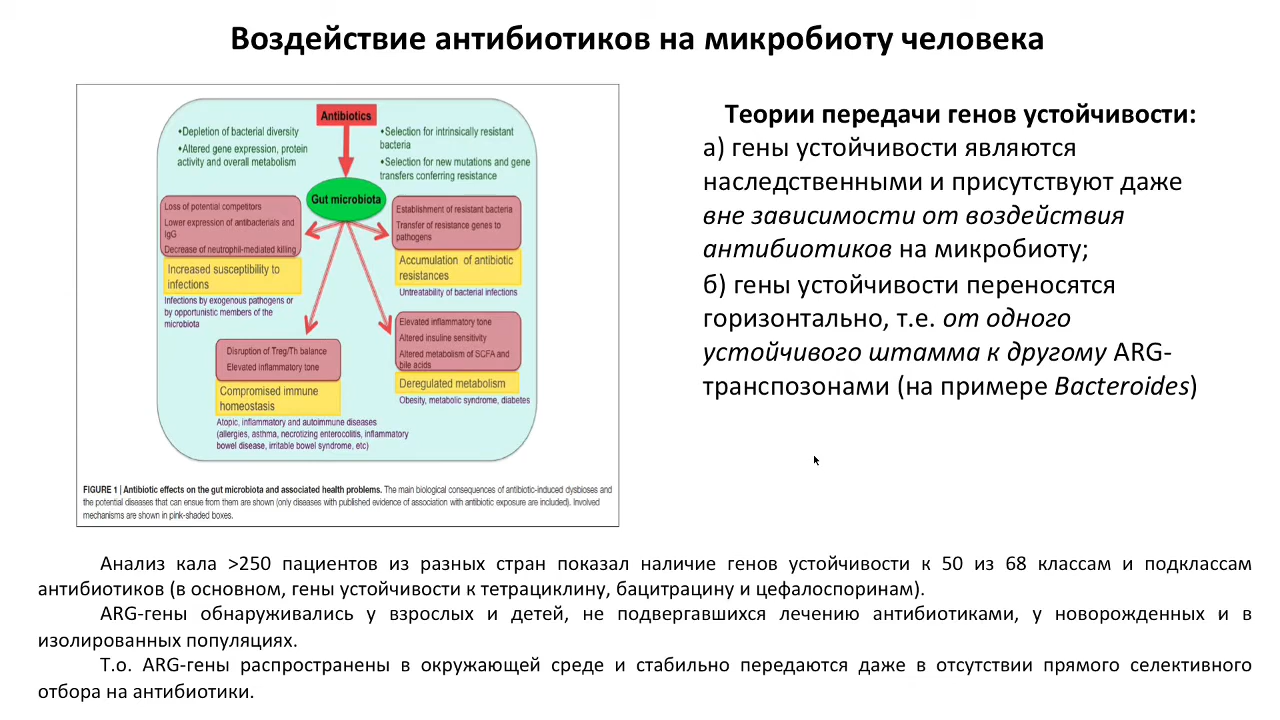 Воздействие антибиотиков на микробиоту человека
Antibiotics
•Depletion of bacterial diversity
•Altered gene expression, protein
activity and overall metabolism
•Selection for intrinsically resistant
bacteria
•Selection for new mutations and gene
transfers conferring resistance
Gut microbiota
Loss of potential competitors
Lower expression of antibacterials and
IgG
Decrease of neutrophil-mediated killing
Increased susceptibility to
infections
Infections by exogenous pathogens or
by opportunistic members of the
microbiota
Establishment of resistant bacteria
Transfer of resistance genes to
pathogens
Accumulation of antibiotic
resistances
Untreatability of bacterial infections
Disruption of Treg/Th balance
Elevated inflammatory tone
Compromised immune
homeostasis
Atopic, inflammatory and autoimmune diseases
(allergies, asthma, necrotizing enterocolitis, inflammatory
bowel disease, irritable bowel syndrome, etc)
Elevated inflammatory tone
Altered insuline sensitivity
Altered metabolism of SCFA and
bile acids
Deregulated metabolism
Obesity, metabolic syndrome, diabetes
FIGURE 1 | Antibiotic effects on the gut microbiota and associated health problems. The main biological consequences of antibiotic-induced dysbioses and
the potential diseases that can ensue from them are shown (only diseases with published evidence of association with antibiotic exposure are included). Involved
mechanisms are shown in pink-shaded boxes.
Теории передачи генов устойчивости:
а) гены устойчивости являются
наследственными и присутствуют даже
вне зависимости от воздействия
антибиотиков на микробиоту;
б) гены устойчивости переносятся
горизонтально, т.е. от одного
устойчивого штамма к другому ARG-
транспозонами (на примере Bacteroides)
Анализ кала >250 пациентов из разных стран показал наличие генов устойчивости к 50 из 68 классам и подклассам
антибиотиков (в основном, гены устойчивости к тетрациклину, бацитрацину и цефалоспоринам).
ARG-гены обнаруживались у взрослых и детей, не подвергавшихся лечению антибиотиками, у новорожденных и в
изолированных популяциях.
Т.о. ARG-гены распространены в окружающей среде и стабильно передаются даже в отсутствии прямого селективного
отбора на антибиотики.